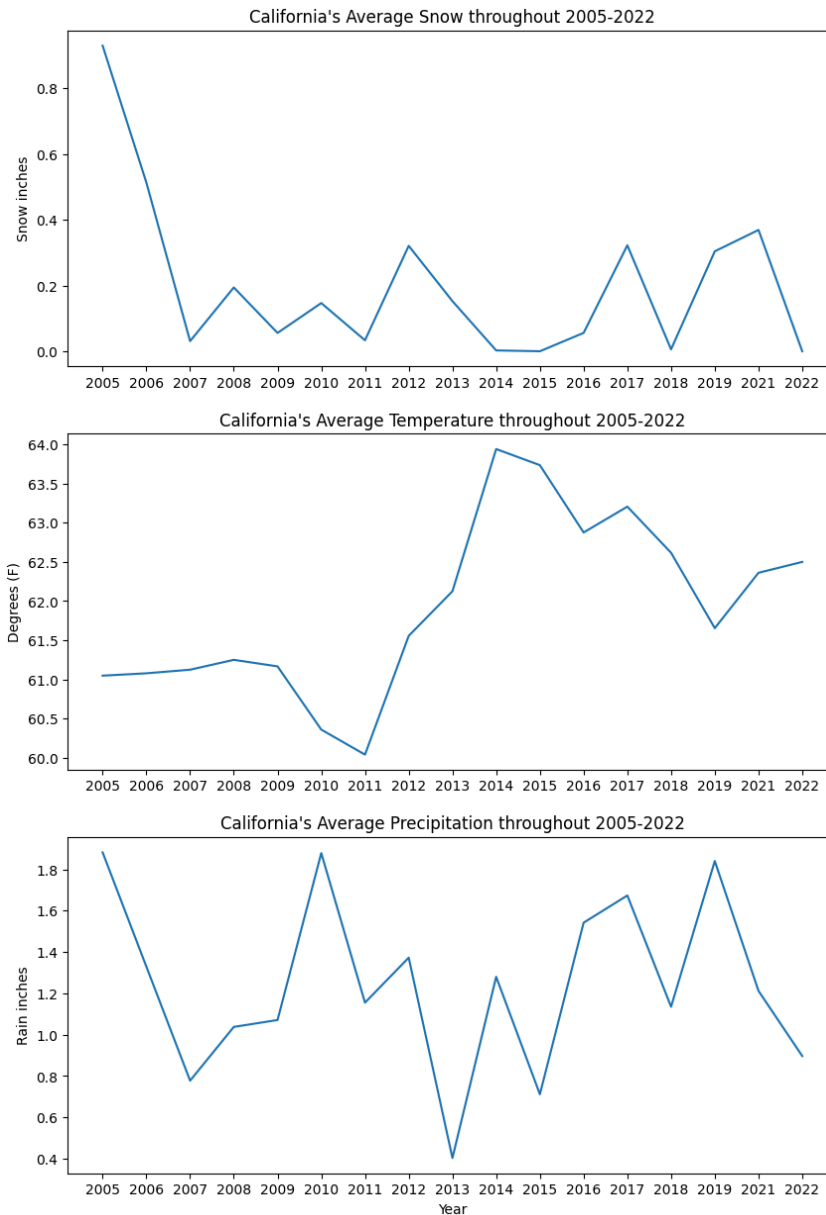 California's Average Snow throughout 2005-2022
Snow inches
0.8
0.6
0.4
0.2
0.0
2005 2006 2007 2008 2009 2010 2011 2012 2013 2014 2015 2016 2017 2018 2019 2021 2022
California's Average Temperature throughout 2005-2022
Degrees (F)
64.0
63.5
63.0
62.5
62.0
61.5
61.0
60.5
60.0
2005 2006 2007 2008 2009 2010 2011 2012 2013 2014 2015 2016 2017 2018 2019 2021 2022
California's Average Precipitation throughout 2005-2022
Rain inches
1.8
1.6
1.4
1.2
1.0
0.8
0.6
0.4
2005 2006 2007 2008 2009 2010 2011 2012 2013 2014 2015 2016 2017 2018 2019 2021 2022
Year